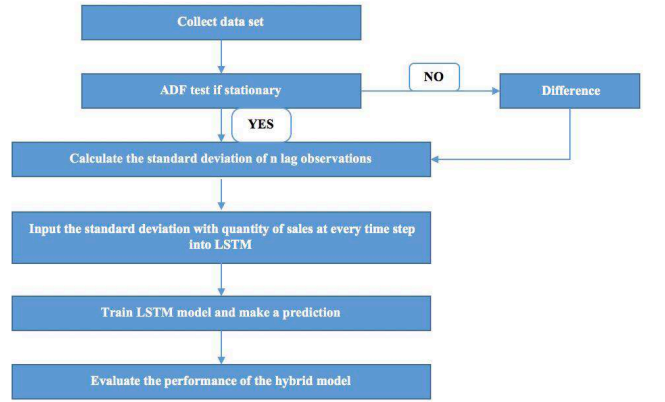 Collect data set
ADF test if stationary
NO
Difference
YES
Calculate the standard deviation of n lag observations
Input the standard deviation with quantity of sales at every time step
into LSTM
Train LSTM model and make a prediction
Evaluate the performance of the hybrid model